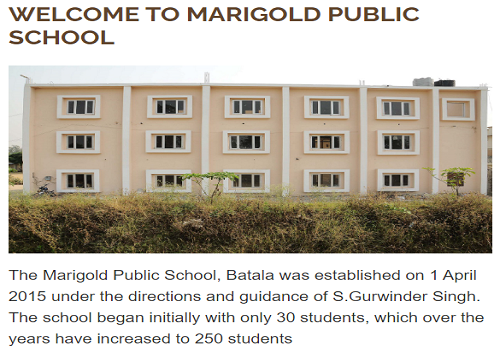 WELCOME TO MARIGOLD PUBLIC
SCHOOL
The Marigold Public School, Batala was established on 1 April
2015 under the directions and guidance of S.Gurwinder Singh.
The school began initially with only 30 students, which over the
years have increased to 250 students